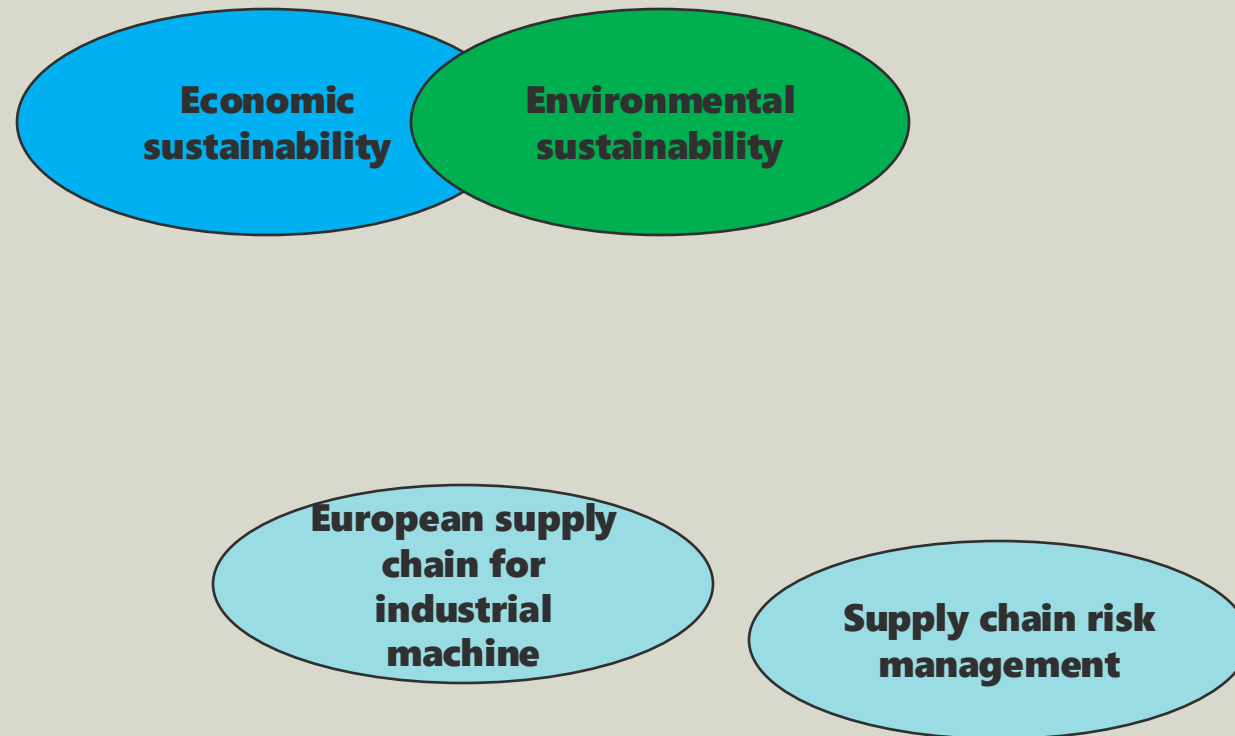 Economic
sustainability
Environmental
sustainability
European supply
chain for
industrial
machine
Supply chain risk
management